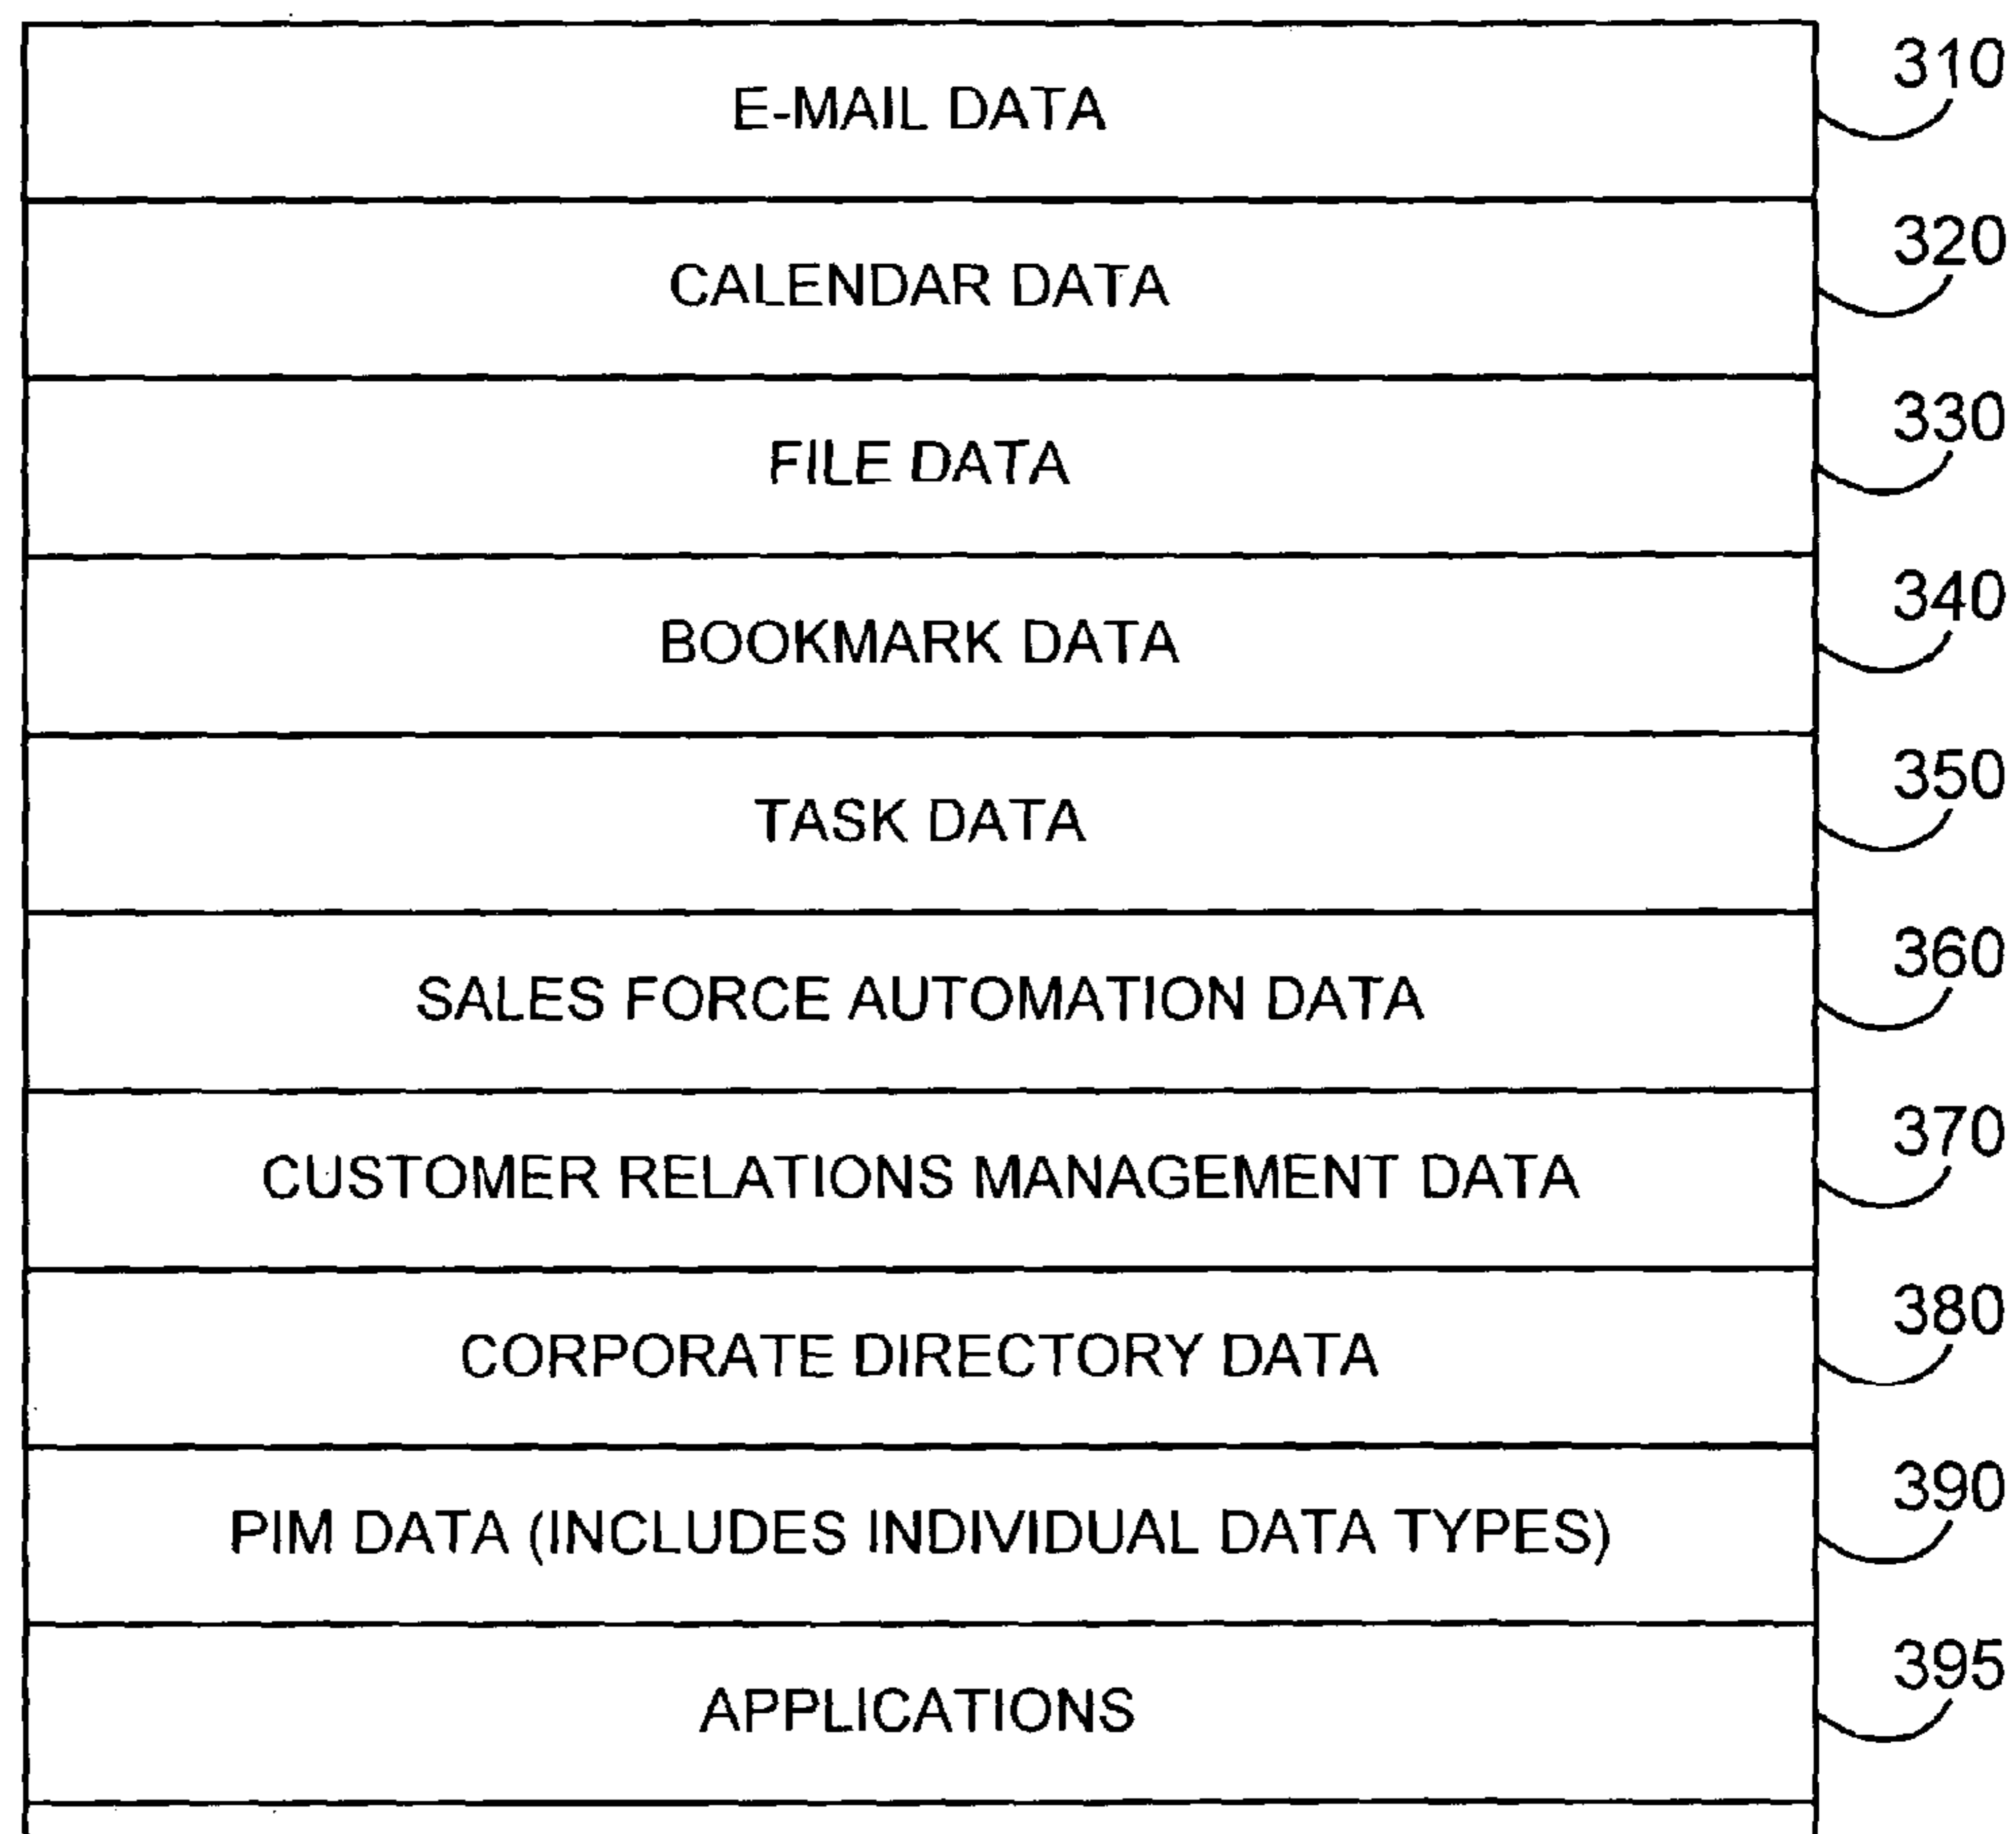 E-MAIL DATA 310
CALENDAR DATA 320
FILE DATA 330
BOOKMARK DATA 340
TASK DATA 350
SALES FORCE AUTOMATION DATA 360
CUSTOMER RELATIONS MANAGEMENT DATA 370
CORPORATE DIRECTORY DATA 380
PIM DATA (INCLUDES INDIVIDUAL DATA TYPES) 390
APPLICATIONS 395